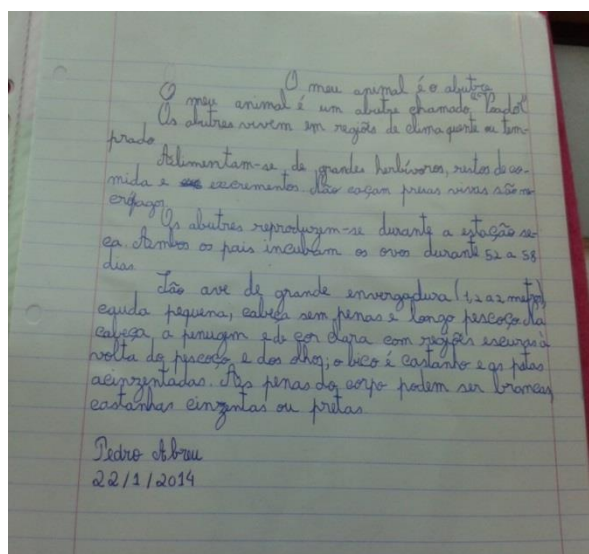 O meu animal é o abutre
O meu animal é um abutre chamado "Voador"
Os abutres vivem em regiões de clima quente ou tem-
prado.
Alimentam-se de grandes herbívoros, restos de co-
mida e excrementos. Não caçam presas vivas são n-
ecrófagos
Os abutres reproduzem-se durante a estação se-
ca. Ambos os pais incubam os ovos durante 52 a 58
dias.
São ave de grande envergadura (1,2 a 2 metros)
cauda pequena, cabeça sem penas e longo pescoço. Na
cabeça, a penugem é de cor clara com regiões escuras à
volta do pescoço e dos olhos; o bico é castanho e as patas
acinzentadas. As penas do corpo podem ser brancas,
castanhas cinzentas ou pretas.
Pedro Abreu
22/1/2014